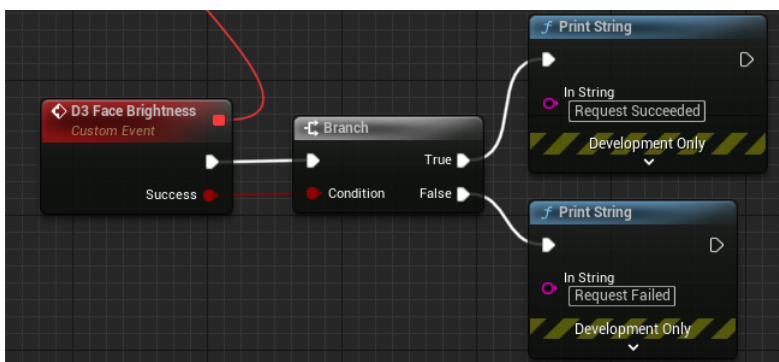 D3 Face Brightness
Custom Event
Success
Branch
True
Condition
False
f Print String
In String
Request Succeeded
Development Only
f Print String
In String
Request Failed
Development Only